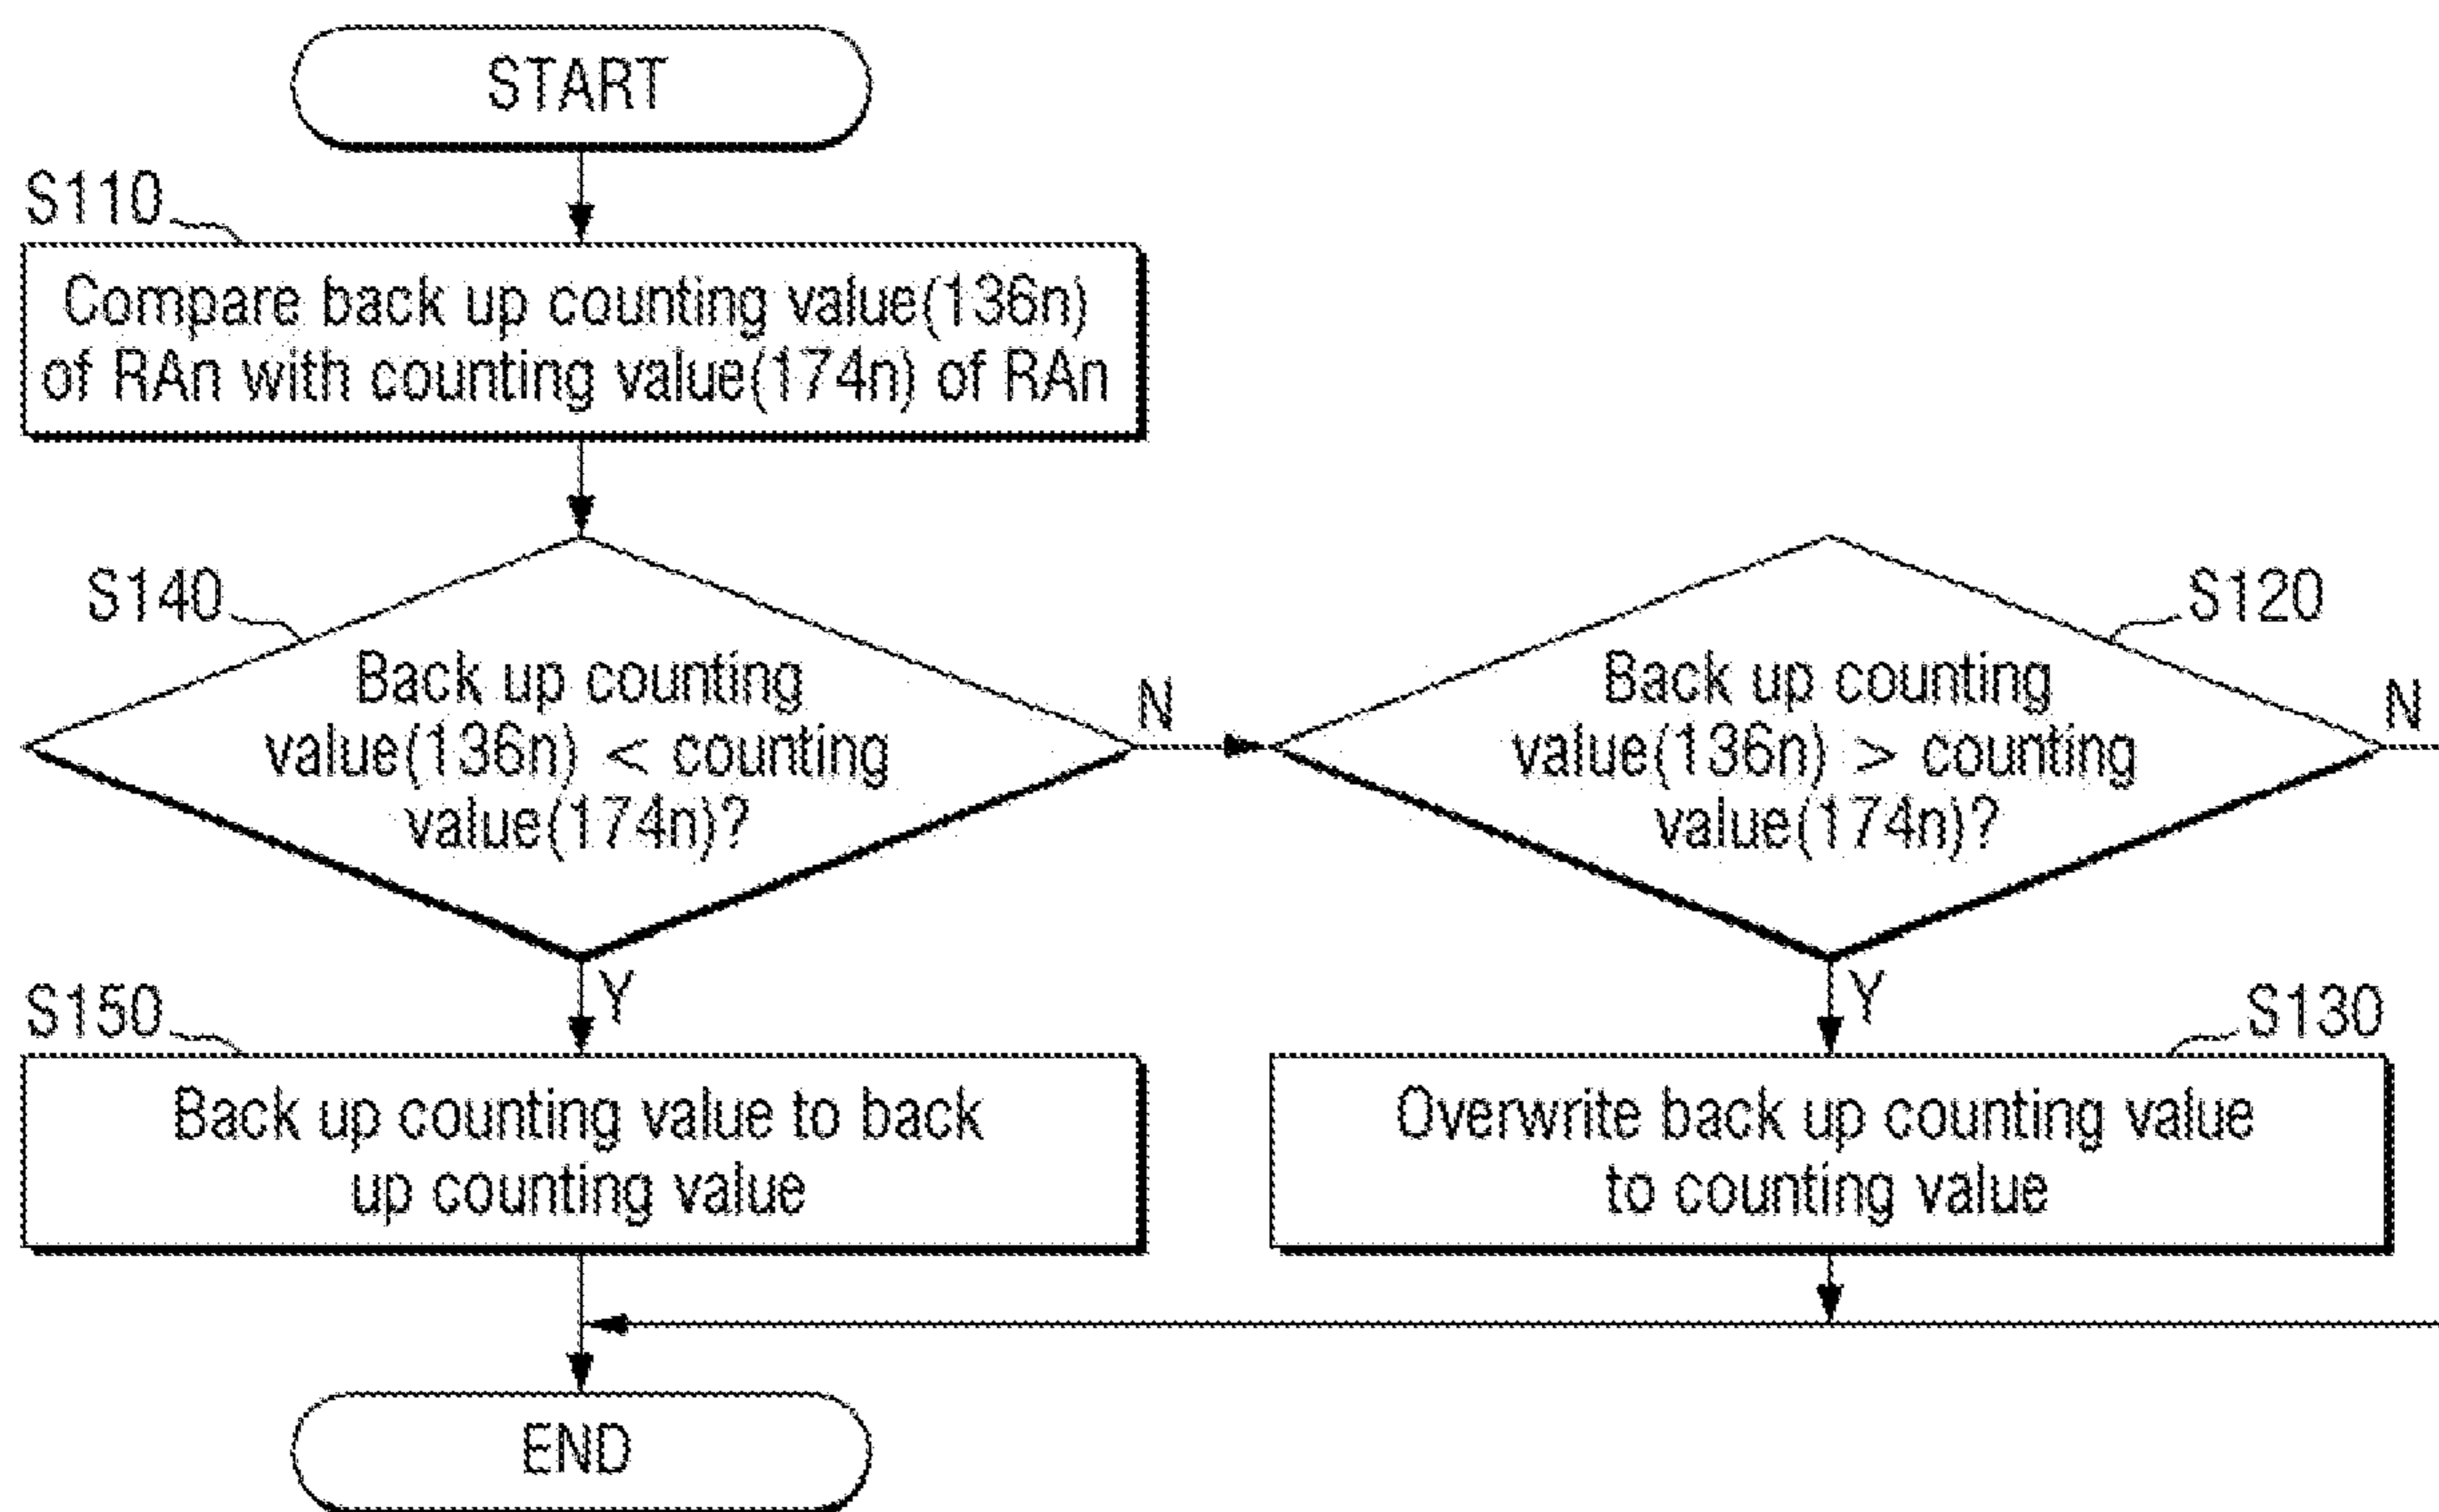 START
S110
Compare back up counting value(136n)
of RAn with counting value(174n) of RAn
S140
Back up counting
value(136n) < counting
value(174n)?
N
S120
Back up counting
value(136n) > counting
value(174n)?
N
Y
Y
S150
Back up counting value to back
up counting value
S130
Overwrite back up counting value
to counting value
END